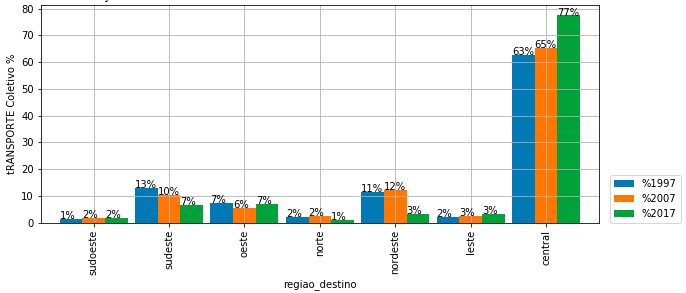 80
70
60
50
40
30
20
10
0
tRANSPORTE Coletivo %
1% 2% 2%
13% 10% 7%
7% 6% 7%
2% 2% 1%
11% 12% 3%
2% 3% 3%
63% 65% 77%
sudoeste
sudeste
oeste
norte
nordeste
leste
central
regiao_destino
%1997
%2007
%2017